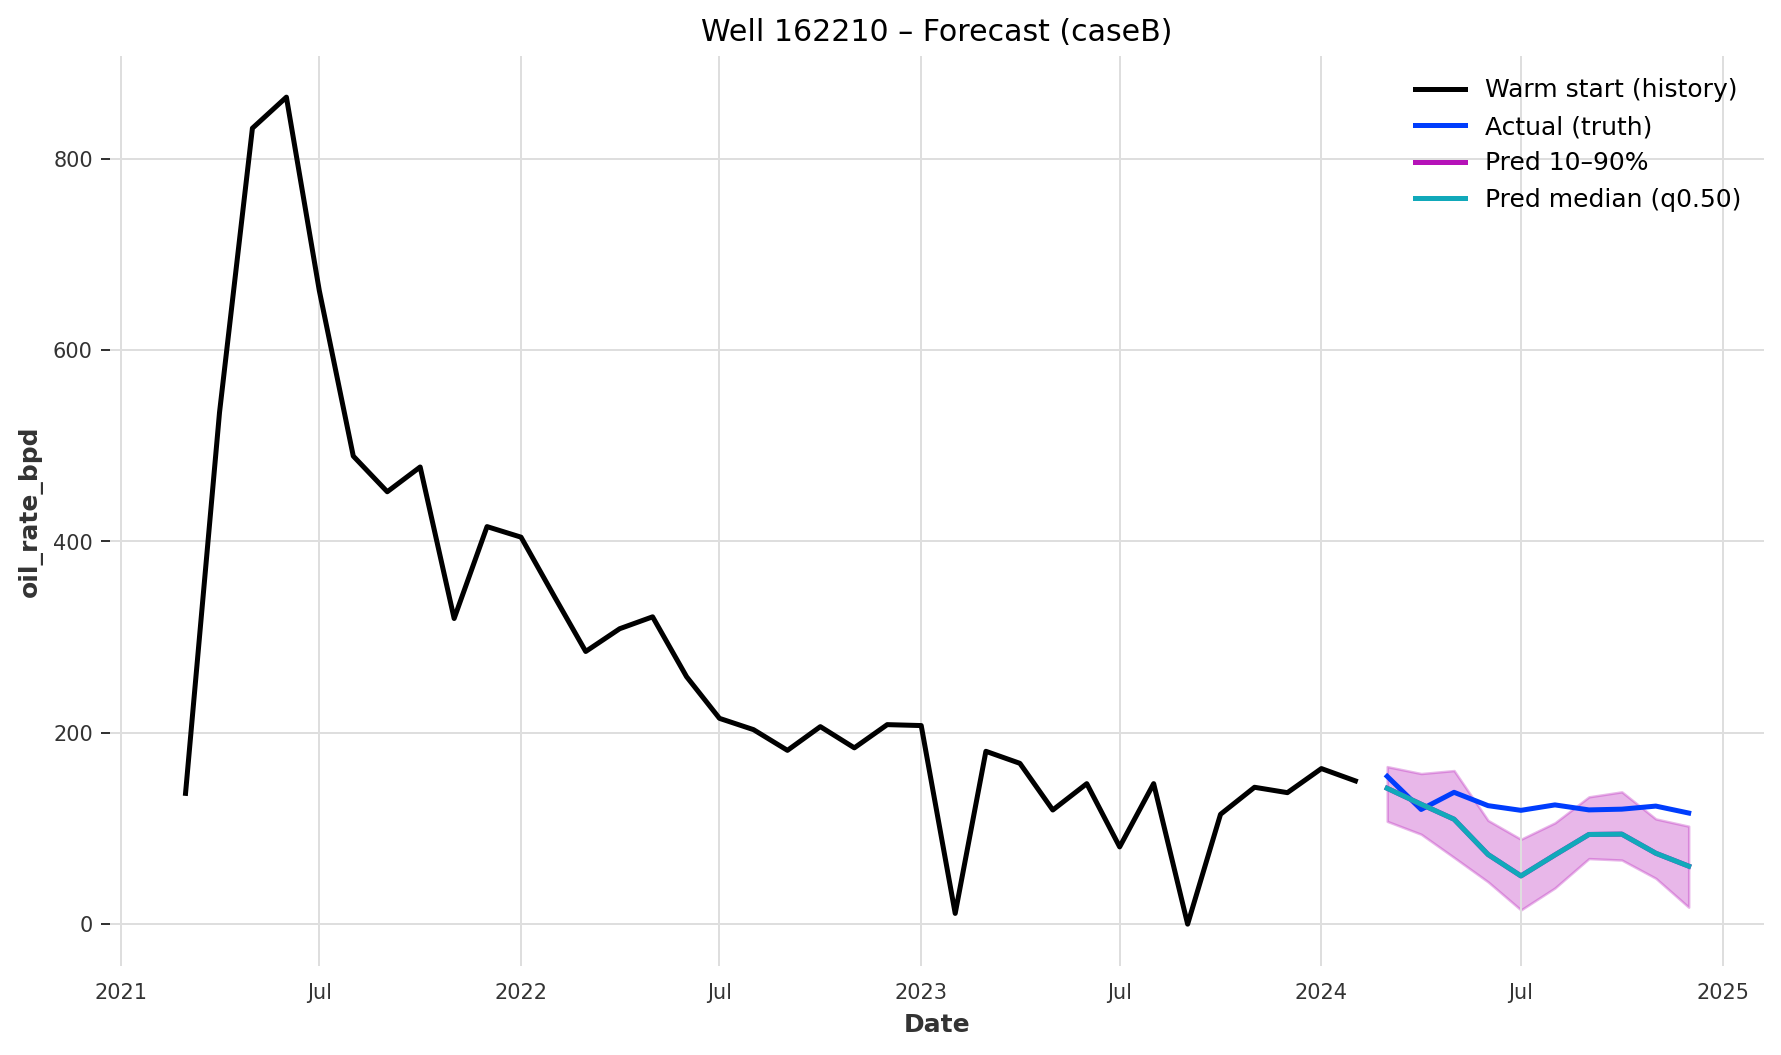 Well 162210 – Forecast (caseB)
Warm start (history)
Actual (truth)
Pred 10–90%
Pred median (q0.50)
oil_rate_bpd
800
600
400
200
0
2021
Jul
2022
Jul
2023
Jul
2024
Jul
2025
Date